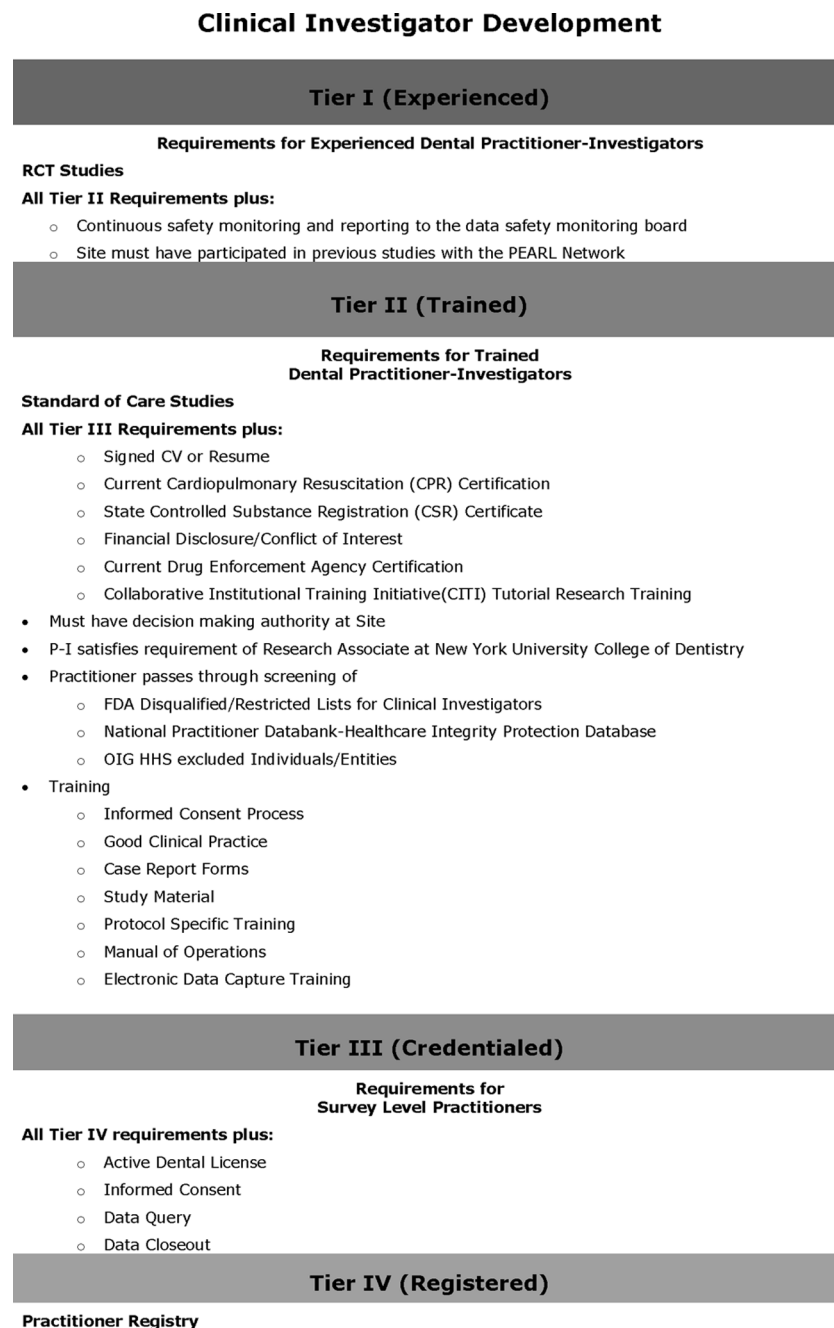 Clinical Investigator Development
Tier I (Experienced)
Requirements for Experienced Dental Practitioner-Investigators
RCT Studies
All Tier II Requirements plus:
o Continuous safety monitoring and reporting to the data safety monitoring board
o Site must have participated in previous studies with the PEARL Network
Tier II (Trained)
Requirements for Trained
Dental Practitioner-Investigators
Standard of Care Studies
All Tier III Requirements plus:
o Signed CV or Resume
o Current Cardiopulmonary Resuscitation (CPR) Certification
o State Controlled Substance Registration (CSR) Certificate
o Financial Disclosure/Conflict of Interest
o Current Drug Enforcement Agency Certification
o Collaborative Institutional Training Initiative(CITI) Tutorial Research Training
• Must have decision making authority at Site
• P-I satisfies requirement of Research Associate at New York University College of Dentistry
• Practitioner passes through screening of
o FDA Disqualified/Restricted Lists for Clinical Investigators
o National Practitioner Databank-Healthcare Integrity Protection Database
o OIG HHS excluded Individuals/Entities
• Training
o Informed Consent Process
o Good Clinical Practice
o Case Report Forms
o Study Material
o Protocol Specific Training
o Manual of Operations
o Electronic Data Capture Training
Tier III (Credentialed)
Requirements for
Survey Level Practitioners
All Tier IV requirements plus:
o Active Dental License
o Informed Consent
o Data Query
o Data Closeout
Tier IV (Registered)
Practitioner Registry